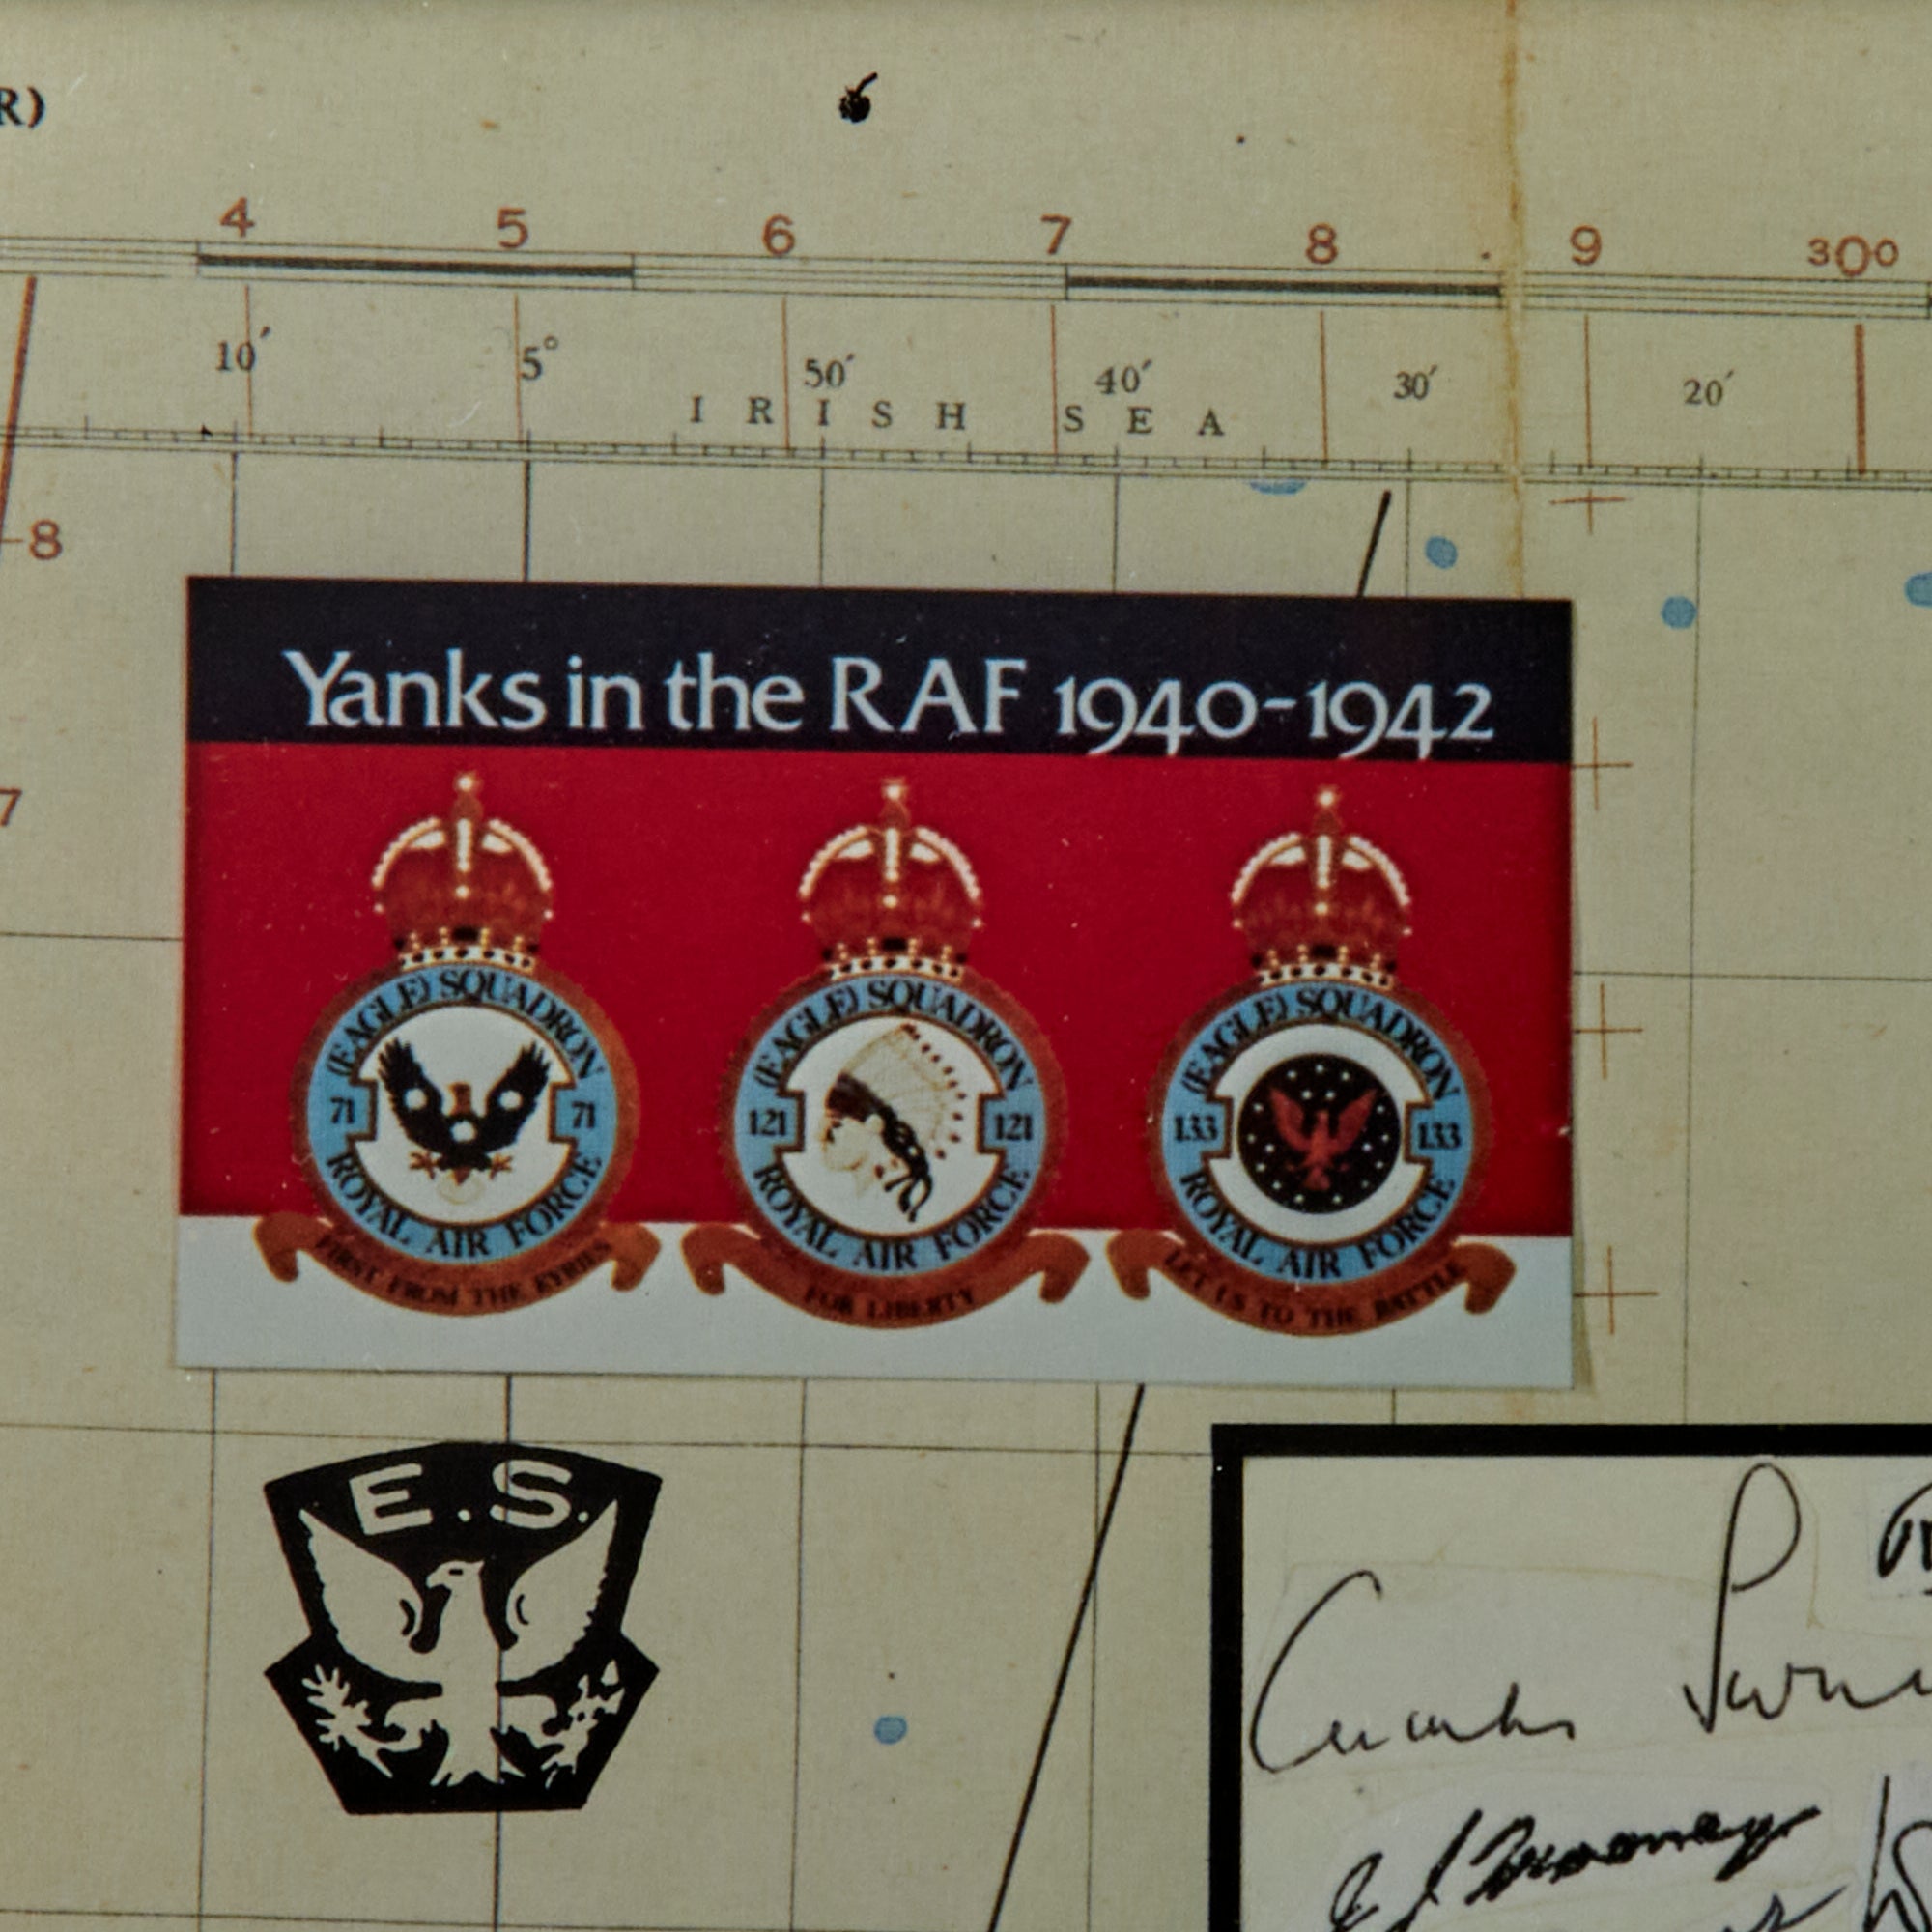 R)
4 5 6 7 8 9 30⁰
10′ 5° 50′ 40′ 30′ 20′
IRISH SEA
8
7
Yanks in the RAF 1940-1942
(EAGLE) SQUADRON
71 71
ROYAL AIR FORCE
FIRST FROM THE EYRIES
(EAGLE) SQUADRON
121 121
ROYAL AIR FORCE
FOR LIBERTY
(EAGLE) SQUADRON
133 133
ROYAL AIR FORCE
LET US TO THE BATTLE
E.S.